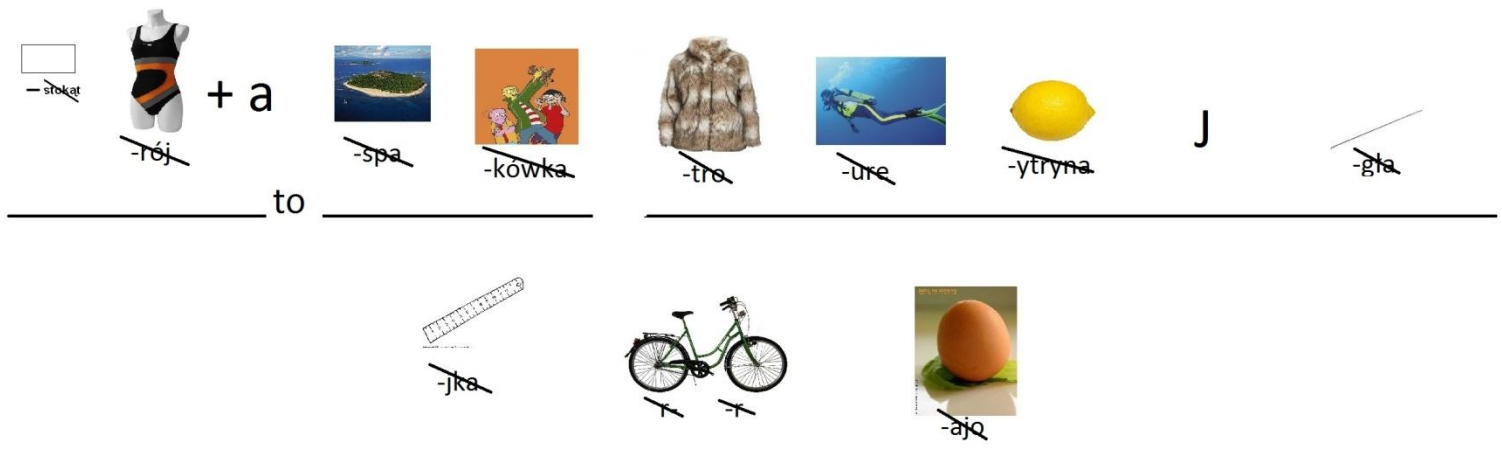 – stokąt
+ a
J
-rój
-spa
-kówka
-tro
-ure
-ytryna
-gła
to
-jka
r- -r
-ajo